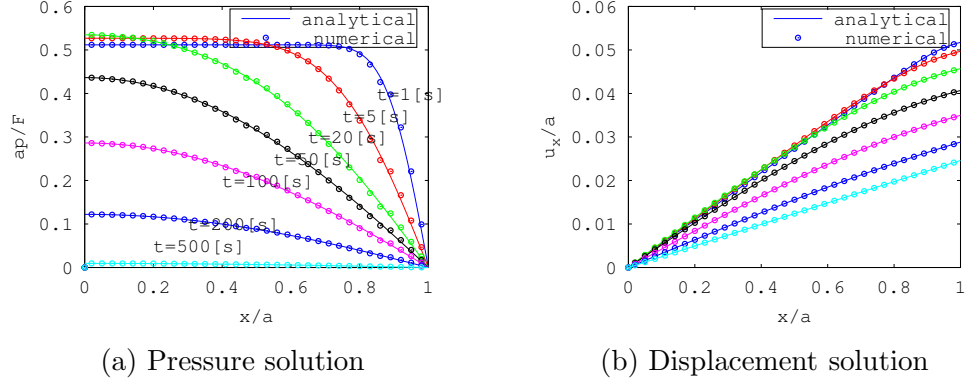 analytical
numerical
0.6
0.5
0.4
0.3
0.2
0.1
0
ap/F
t=1[s]
t=5[s]
t=20[s]
t=50[s]
t=100[s]
t=200[s]
t=500[s]
0 0.2 0.4 0.6 0.8 1
x/a
(a) Pressure solution
analytical
numerical
0.06
0.05
0.04
0.03
0.02
0.01
0
u_x/a
0 0.2 0.4 0.6 0.8 1
x/a
(b) Displacement solution